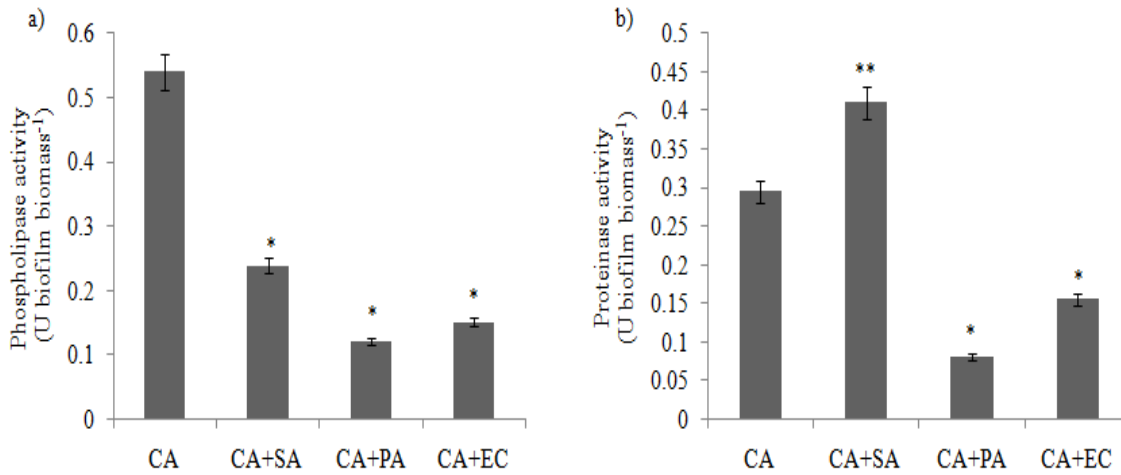 a)
Phospholipase activity
(U biofilm biomass⁻¹)
0.6
0.5
0.4
0.3
0.2
0.1
0
*
*
*
CA
CA+SA
CA+PA
CA+EC
b)
Proteinase activity
(U biofilm biomass⁻¹)
0.5
0.45
0.4
0.35
0.3
0.25
0.2
0.15
0.1
0.05
0
**
*
*
CA
CA+SA
CA+PA
CA+EC